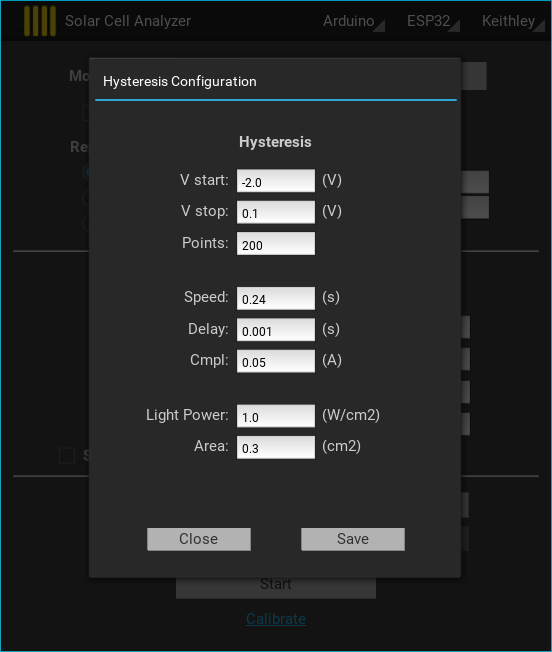 Solar Cell Analyzer Arduino ESP32 Keithley
Hysteresis Configuration
Hysteresis
V start: -2.0 (V)
V stop: 0.1 (V)
Points: 200
Speed: 0.24 (s)
Delay: 0.001 (s)
Cmpl: 0.05 (A)
Light Power: 1.0 (W/cm2)
Area: 0.3 (cm2)
Close Save
Start
Calibrate